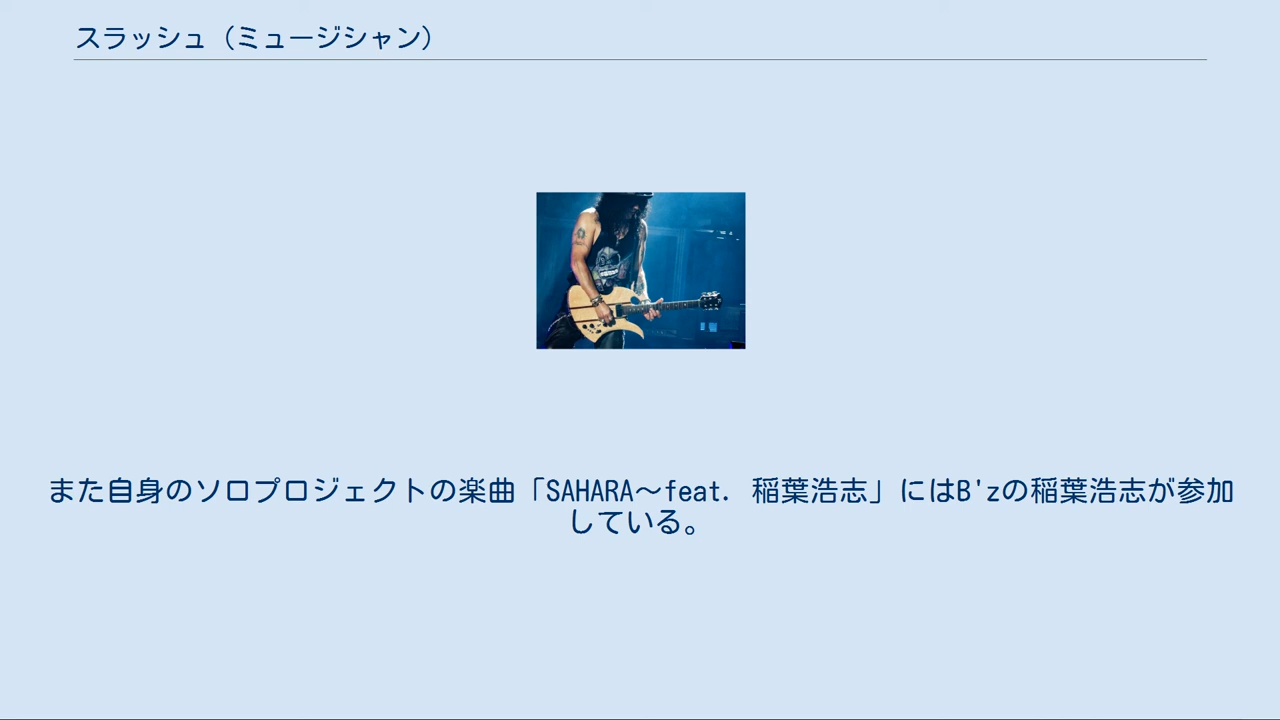 スラッシュ（ミュージシャン）
また自身のソロプロジェクトの楽曲「SAHARA〜feat. 稲葉浩志」にはB'zの稲葉浩志が参加
している。